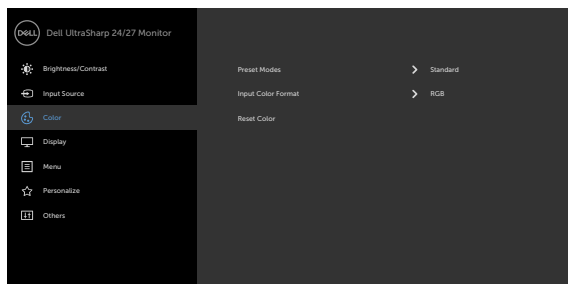 DELL Dell UltraSharp 24/27 Monitor
Brightness/Contrast
Preset Modes Standard
Input Source
Input Color Format RGB
Color
Reset Color
Display
Menu
Personalize
Others